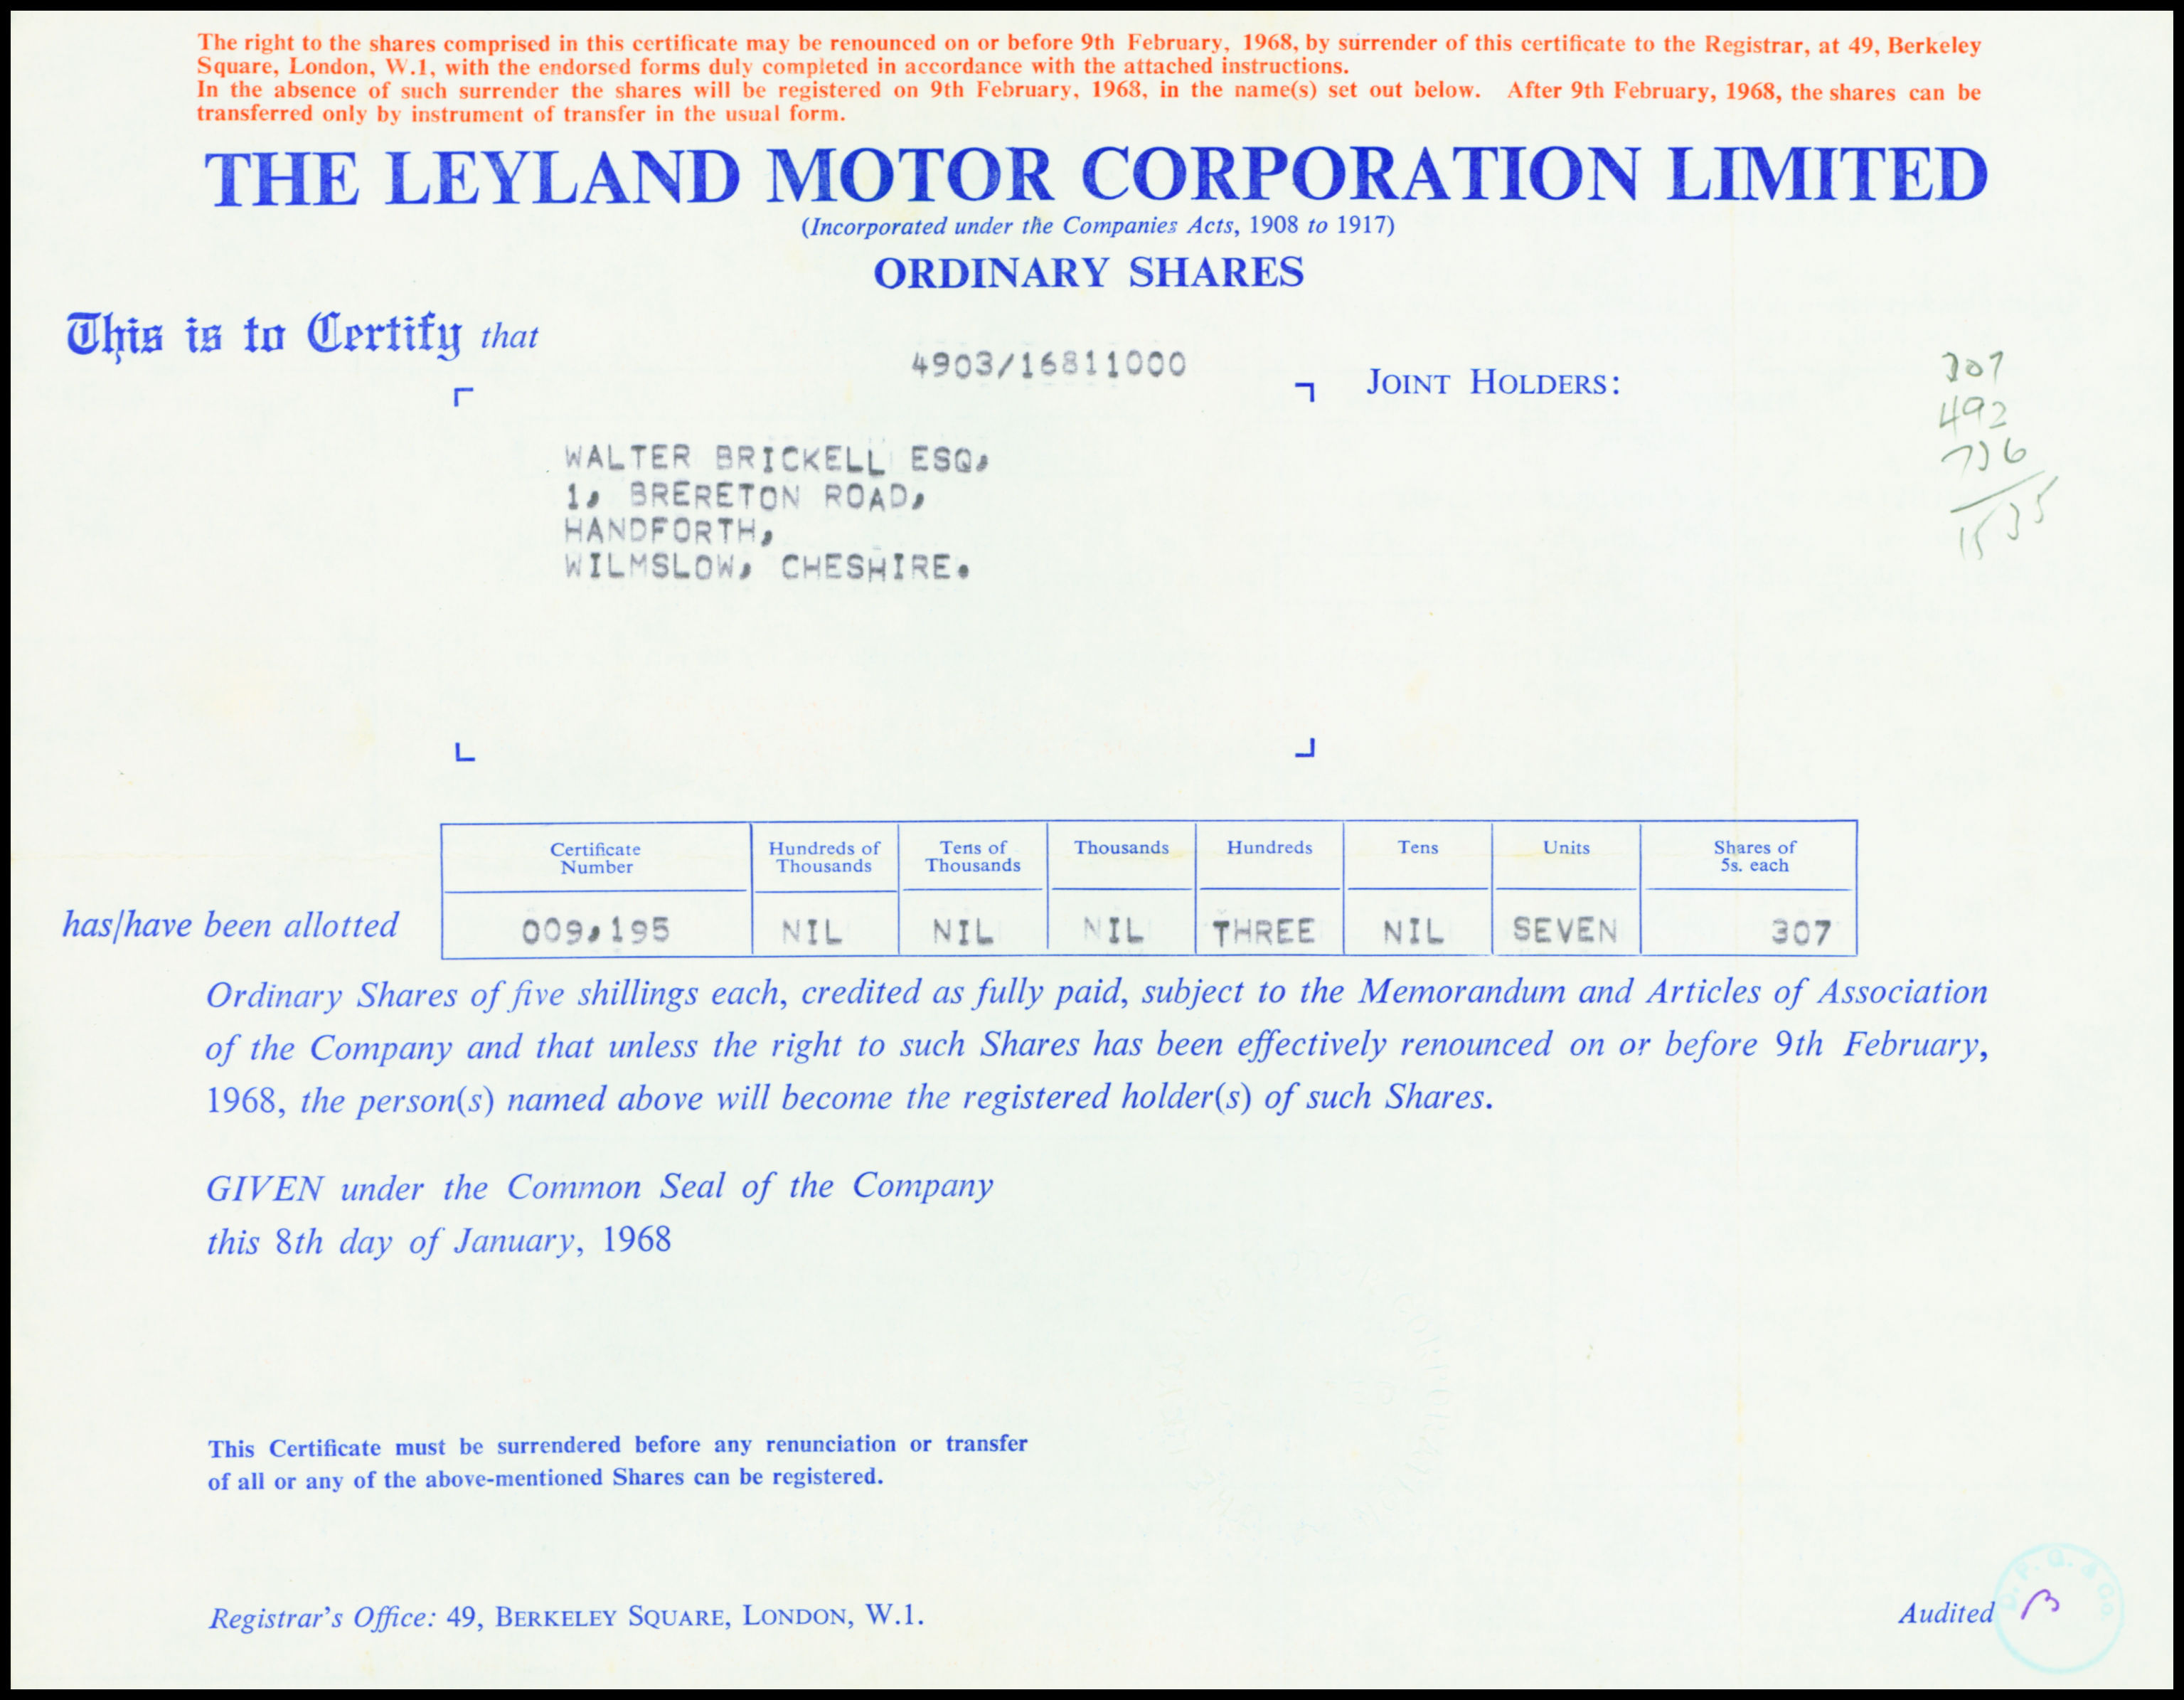 The right to the shares comprised in this certificate may be renounced on or before 9th February, 1968, by surrender of this certificate to the Registrar, at 49, Berkeley
Square, London, W.1, with the endorsed forms duly completed in accordance with the attached instructions.
In the absence of such surrender the shares will be registered on 9th February, 1968, in the name(s) set out below. After 9th February, 1968, the shares can be
transferred only by instrument of transfer in the usual form.
THE LEYLAND MOTOR CORPORATION LIMITED
(Incorporated under the Companies Acts, 1908 to 1917)
ORDINARY SHARES
This is to Certify that
4903/16811000
JOINT HOLDERS:
307
492
736
1535
WALTER BRICKELL ESQ,
1, BRERETON ROAD,
HANDFORTH,
WILMSLOW, CHESHIRE.
Certificate Number Hundreds of Thousands Tens of Thousands Thousands Hundreds Tens Units Shares of 5s. each
has/have been allotted 009,195 NIL NIL NIL THREE NIL SEVEN 307
Ordinary Shares of five shillings each, credited as fully paid, subject to the Memorandum and Articles of Association
of the Company and that unless the right to such Shares has been effectively renounced on or before 9th February,
1968, the person(s) named above will become the registered holder(s) of such Shares.
GIVEN under the Common Seal of the Company
this 8th day of January, 1968
This Certificate must be surrendered before any renunciation or transfer
of all or any of the above-mentioned Shares can be registered.
Registrar's Office: 49, BERKELEY SQUARE, LONDON, W.1.
Audited